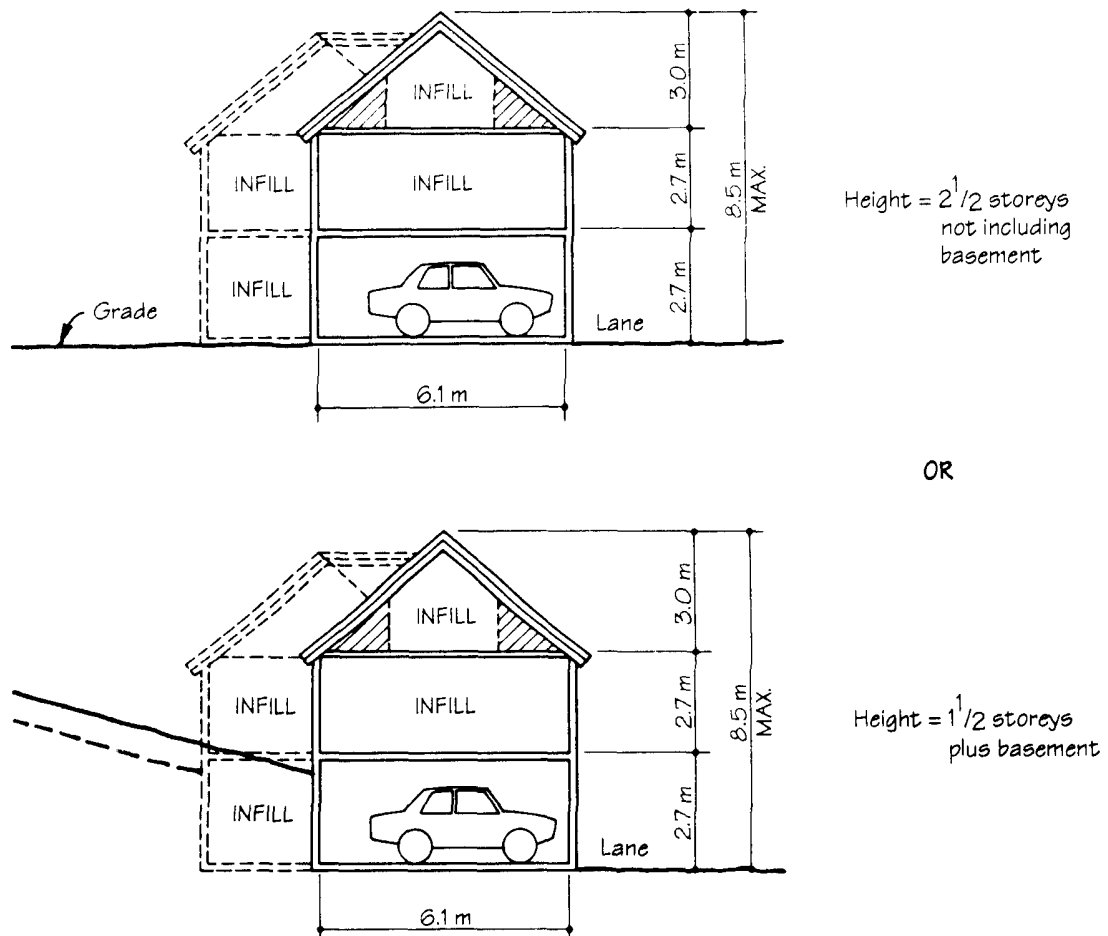 3.0 m
INFILL
INFILL
INFILL
2.7 m
8.5 m
MAX.
Height = 2 1/2 storeys
not including
basement
INFILL
2.7 m
Grade
Lane
6.1 m
OR
3.0 m
INFILL
INFILL
INFILL
2.7 m
8.5 m
MAX.
Height = 1 1/2 storeys
plus basement
INFILL
2.7 m
Lane
6.1 m